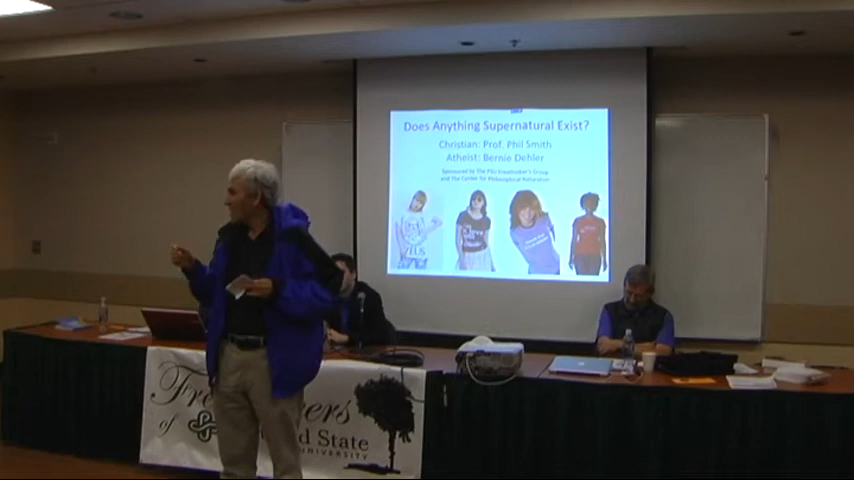 Does Anything Supernatural Exist?
Christian: Prof. Phil Smith
Atheist: Bernie Dehler
Sponsored by The PSU Freethinker's Group
and The Center for Philosophical Naturalism
Fre ers
of d State
UNIVERSITY